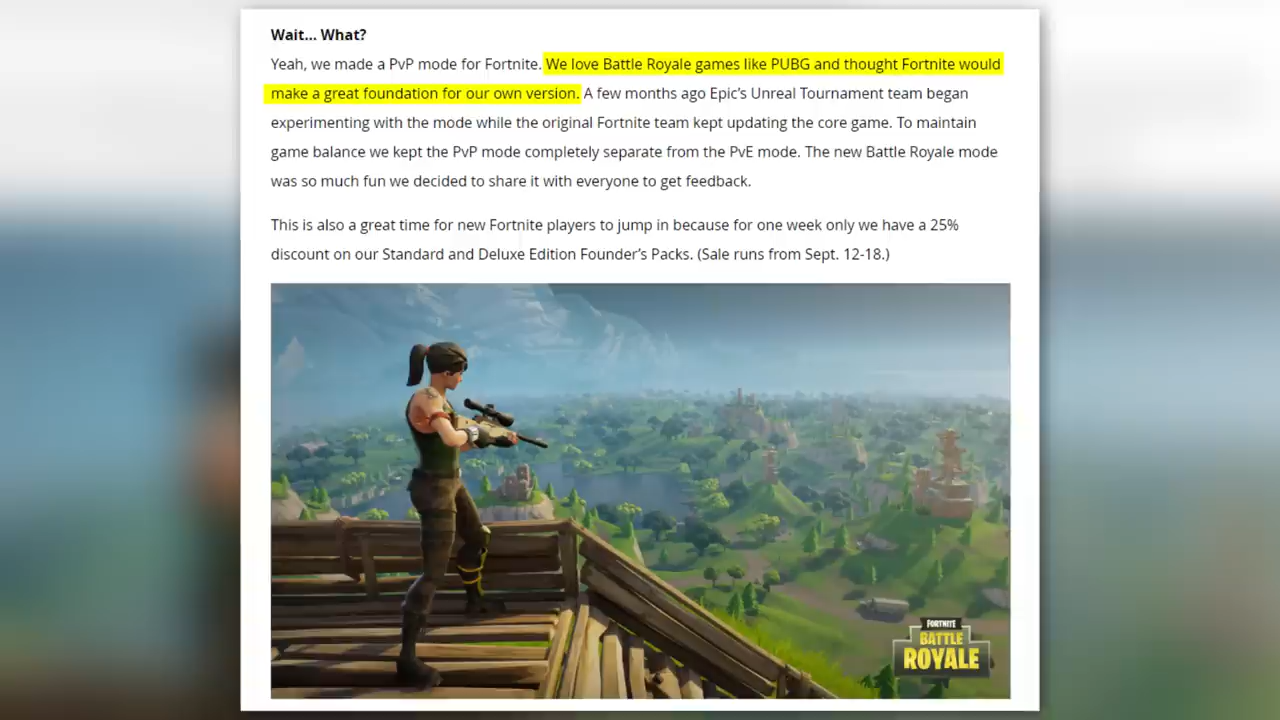 Wait... What?
Yeah, we made a PvP mode for Fortnite. We love Battle Royale games like PUBG and thought Fortnite would
make a great foundation for our own version. A few months ago Epic’s Unreal Tournament team began
experimenting with the mode while the original Fortnite team kept updating the core game. To maintain
game balance we kept the PvP mode completely separate from the PvE mode. The new Battle Royale mode
was so much fun we decided to share it with everyone to get feedback.
This is also a great time for new Fortnite players to jump in because for one week only we have a 25%
discount on our Standard and Deluxe Edition Founder’s Packs. (Sale runs from Sept. 12-18.)
FORTNITE
BATTLE
ROYALE